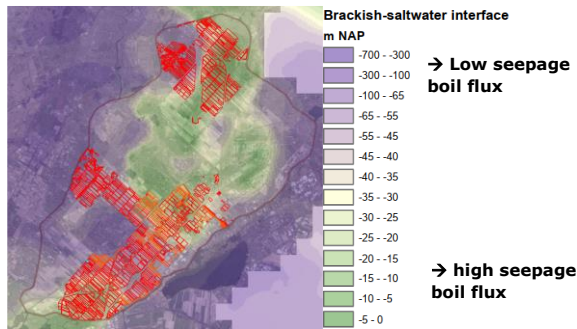 Brackish-saltwater interface
m NAP
-700 - -300
-300 - -100
-100 - -65
-65 - -55
-55 - -45
-45 - -40
-40 - -35
-35 - -30
-30 - -25
-25 - -20
-20 - -15
-15 - -10
-10 - -5
-5 - 0
→ Low seepage
boil flux
→ high seepage
boil flux